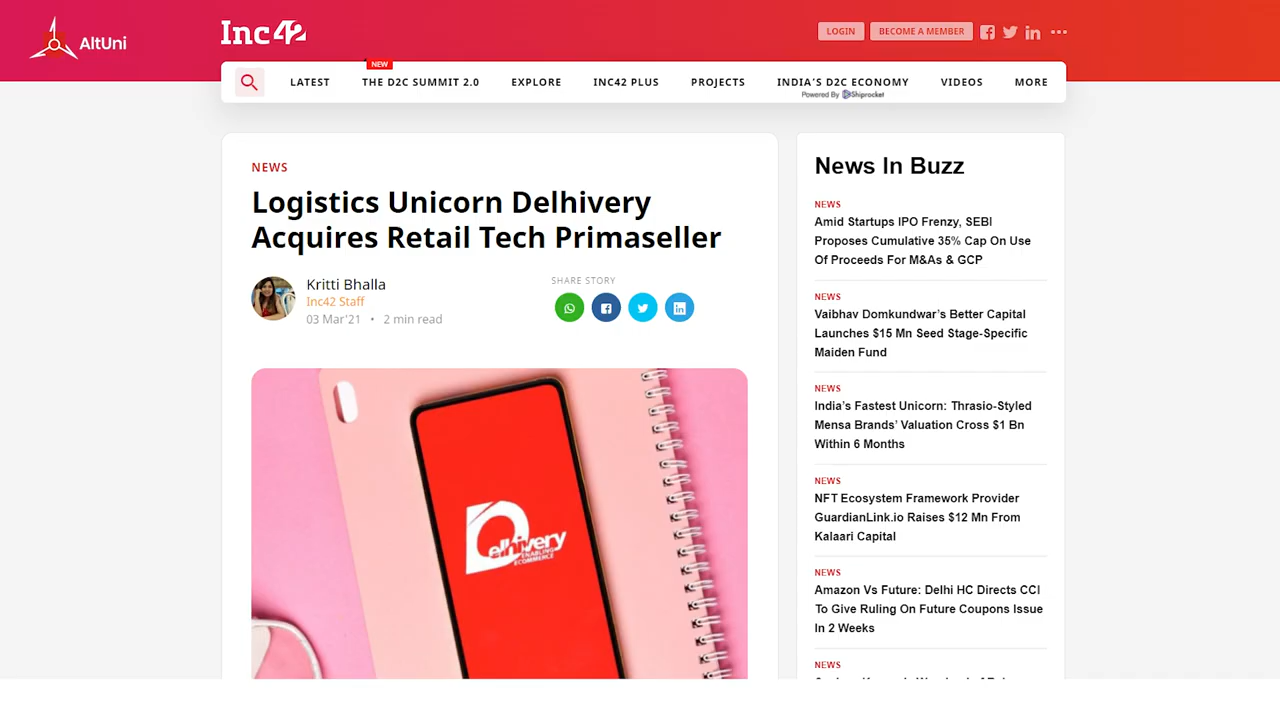 AltUni
Inc42
LOGIN
BECOME A MEMBER
NEW
LATEST
THE D2C SUMMIT 2.0
EXPLORE
INC42 PLUS
PROJECTS
INDIA'S D2C ECONOMY
Powered By Shiprocket
VIDEOS
MORE
NEWS
Logistics Unicorn Delhivery
Acquires Retail Tech Primaseller
Kritti Bhalla
Inc42 Staff
03 Mar'21 • 2 min read
SHARE STORY
Delhivery
ENABLING
ECOMMERCE
News In Buzz
NEWS
Amid Startups IPO Frenzy, SEBI
Proposes Cumulative 35% Cap On Use
Of Proceeds For M&As & GCP
NEWS
Vaibhav Domkundwar's Better Capital
Launches $15 Mn Seed Stage-Specific
Maiden Fund
NEWS
India's Fastest Unicorn: Thrasio-Styled
Mensa Brands' Valuation Cross $1 Bn
Within 6 Months
NEWS
NFT Ecosystem Framework Provider
GuardianLink.io Raises $12 Mn From
Kalaari Capital
NEWS
Amazon Vs Future: Delhi HC Directs CCI
To Give Ruling On Future Coupons Issue
In 2 Weeks
NEWS